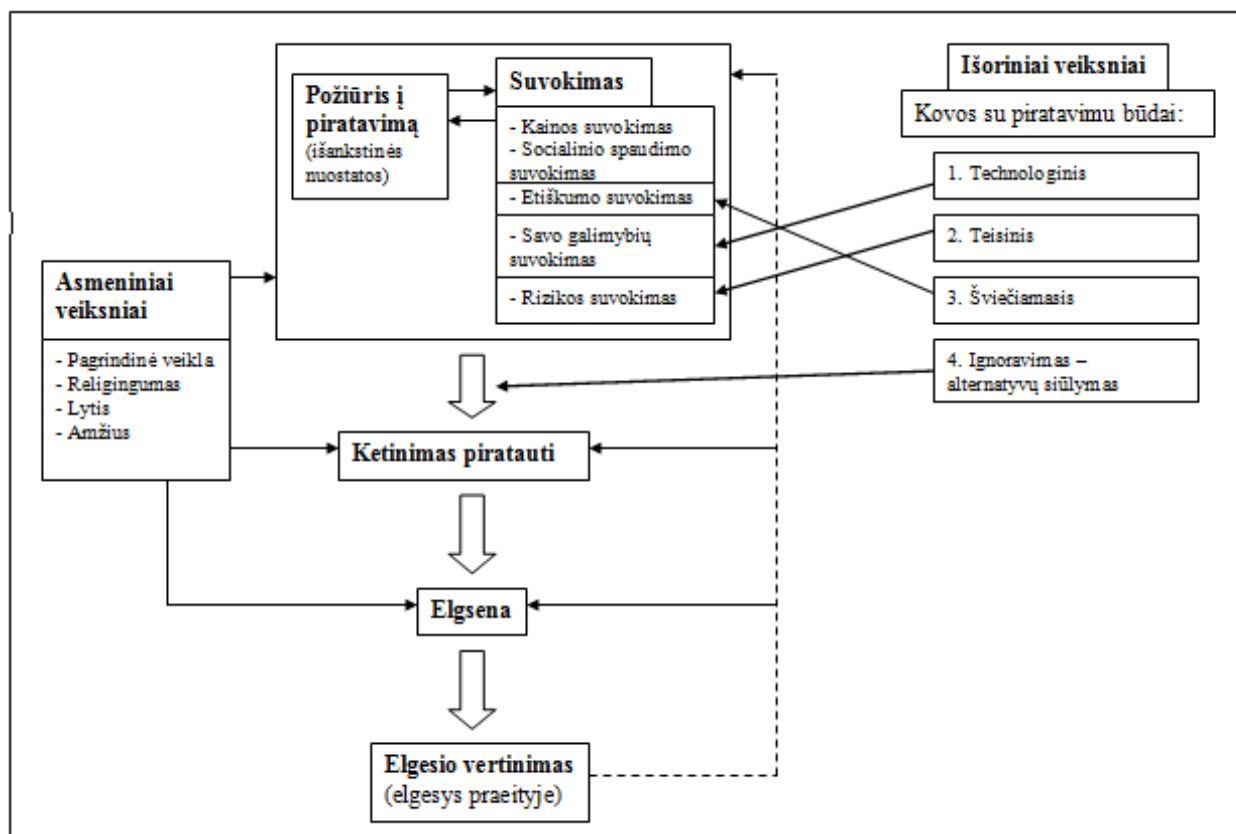 Požiūris į
piratavimą
(išankstinės
nuostatos)
Suvokimas
- Kainos suvokimas
- Socialinio spaudimo
suvokimas
- Etiškumo suvokimas
- Savo galimybių
suvokimas
- Rizikos suvokimas
Išoriniai veiksniai
Kovos su piratavimu būdai:
1. Technologinis
2. Teisinis
3. Šviečiamasis
4. Ignoravimas –
alternatyvų siūlymas
Asmeniniai
veiksniai
- Pagrindinė veikla
- Religingumas
- Lytis
- Amžius
Ketinimas piratauti
Elgsena
Elgesio vertinimas
(elgesys praeityje)